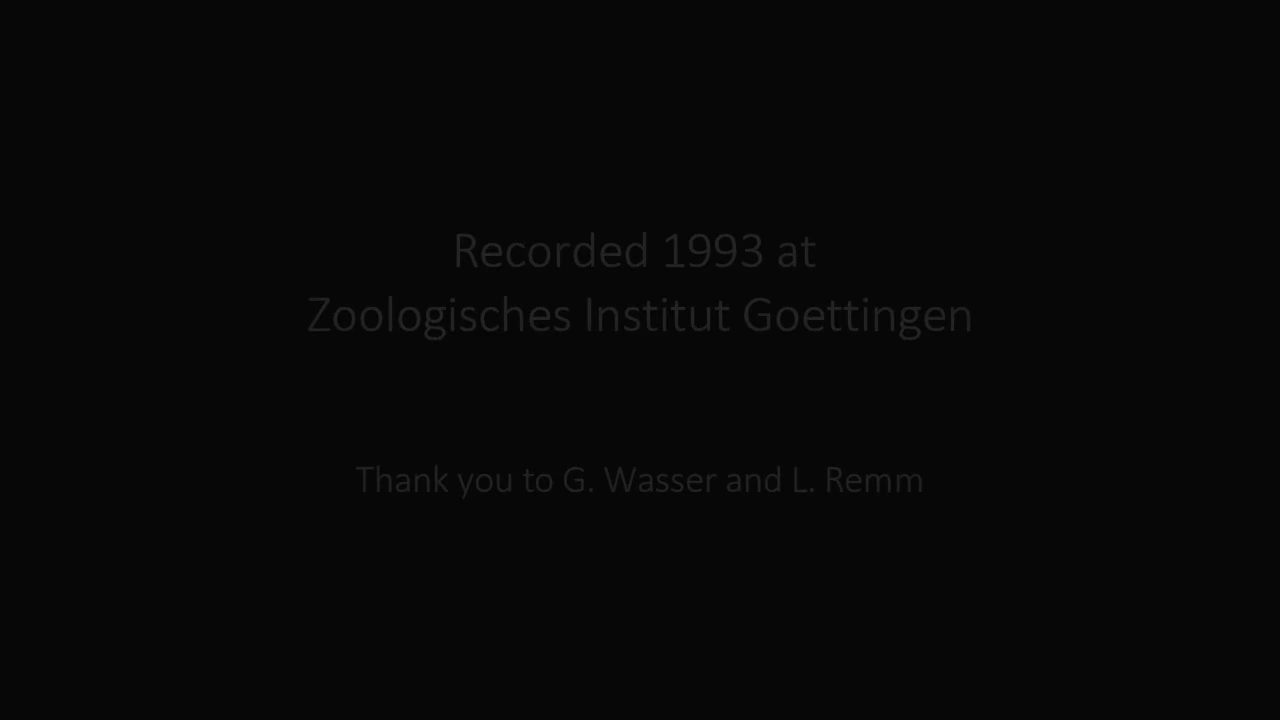 Recorded 1993 at
Zoologisches Institut Goettingen
Thank you to G. Wasser and L. Remm